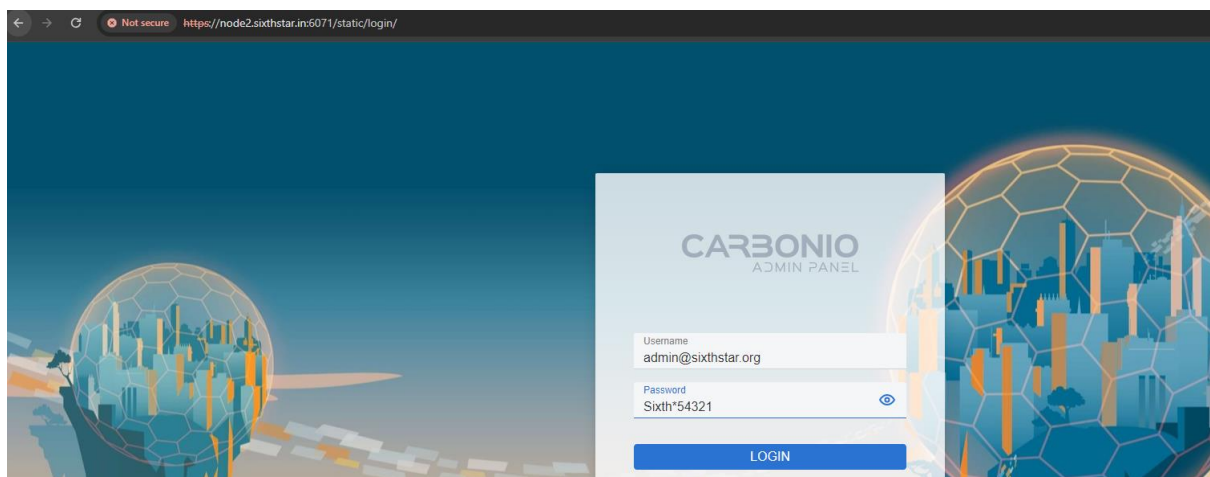 Not secure https://node2.sixthstar.in:6071/static/login/
CARBONIO
ADMIN PANEL
Username
admin@sixthstar.org
Password
Sixth*54321
LOGIN